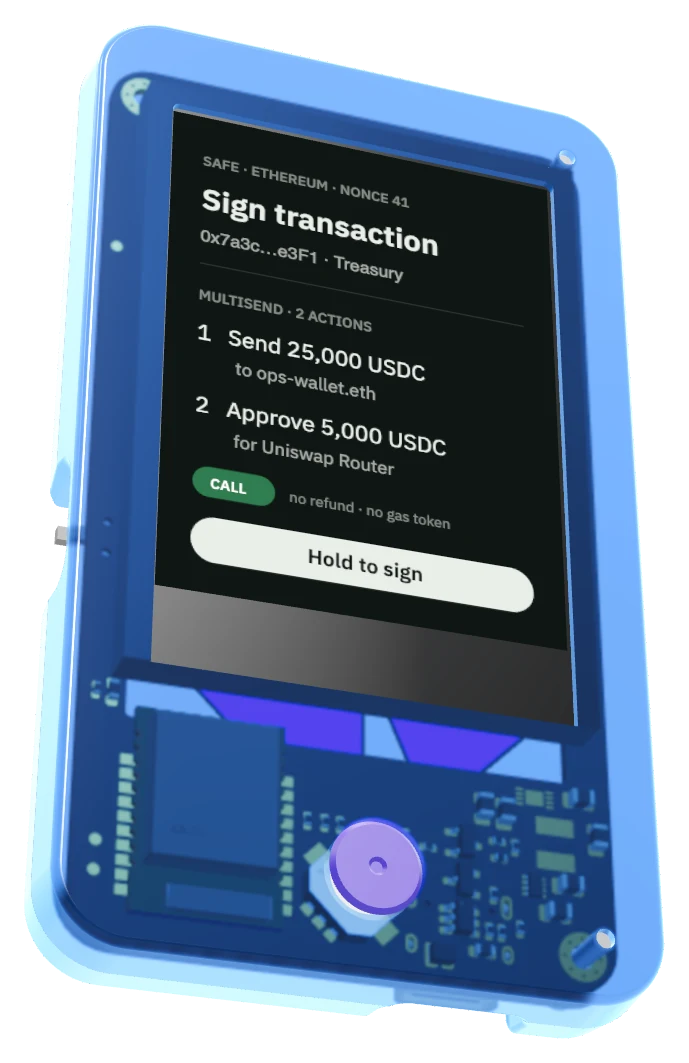 SAFE · ETHEREUM · NONCE 41
Sign transaction
0x7a3c...e3F1 · Treasury
MULTISEND · 2 ACTIONS
1 Send 25,000 USDC
to ops-wallet.eth
2 Approve 5,000 USDC
for Uniswap Router
CALL no refund · no gas token
Hold to sign